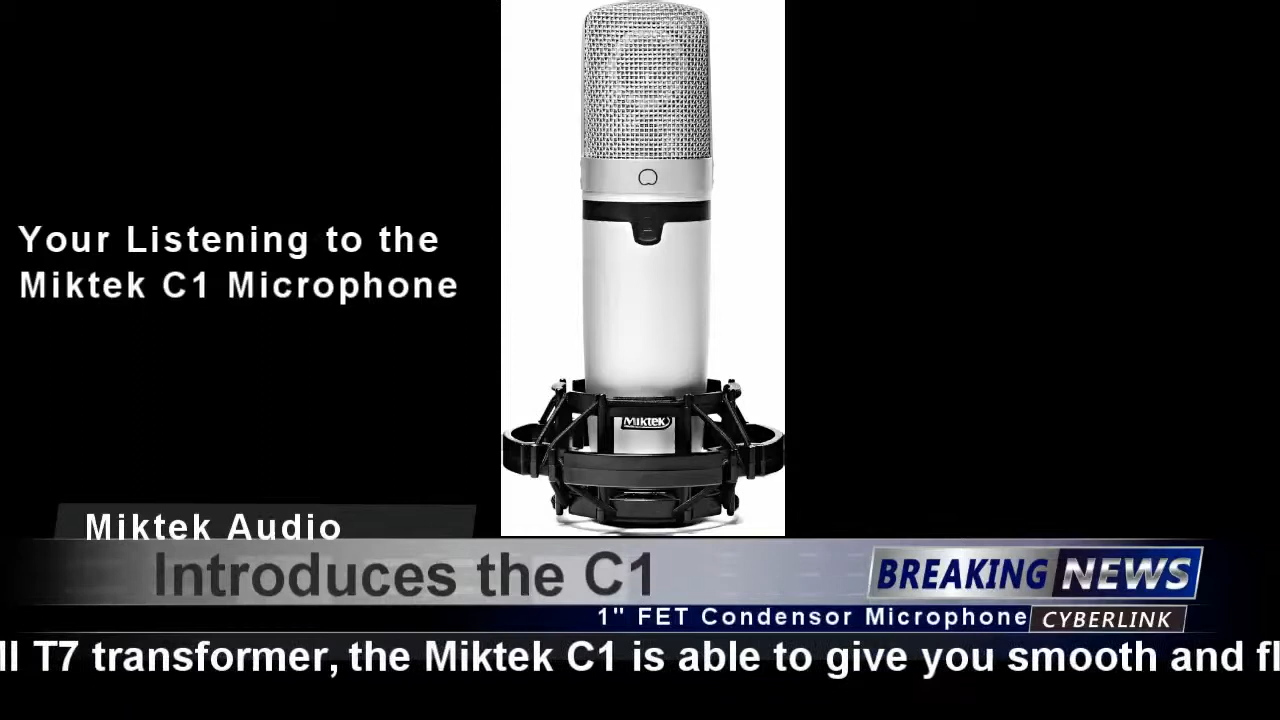 Your Listening to the
Miktek C1 Microphone
Miktek
Miktek Audio
Introduces the C1
BREAKING NEWS
1" FET Condensor Microphone
CYBERLINK
T7 transformer, the Miktek C1 is able to give you smooth and